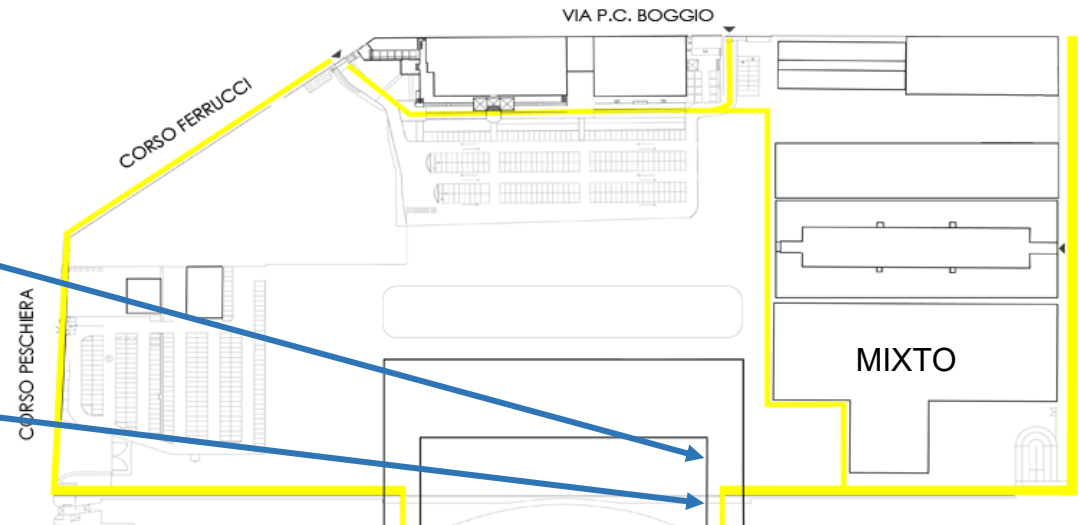 VIA P.C. BOGGIO
CORSO FERRUCCI
CORSO PESCHIERA
MIXTO